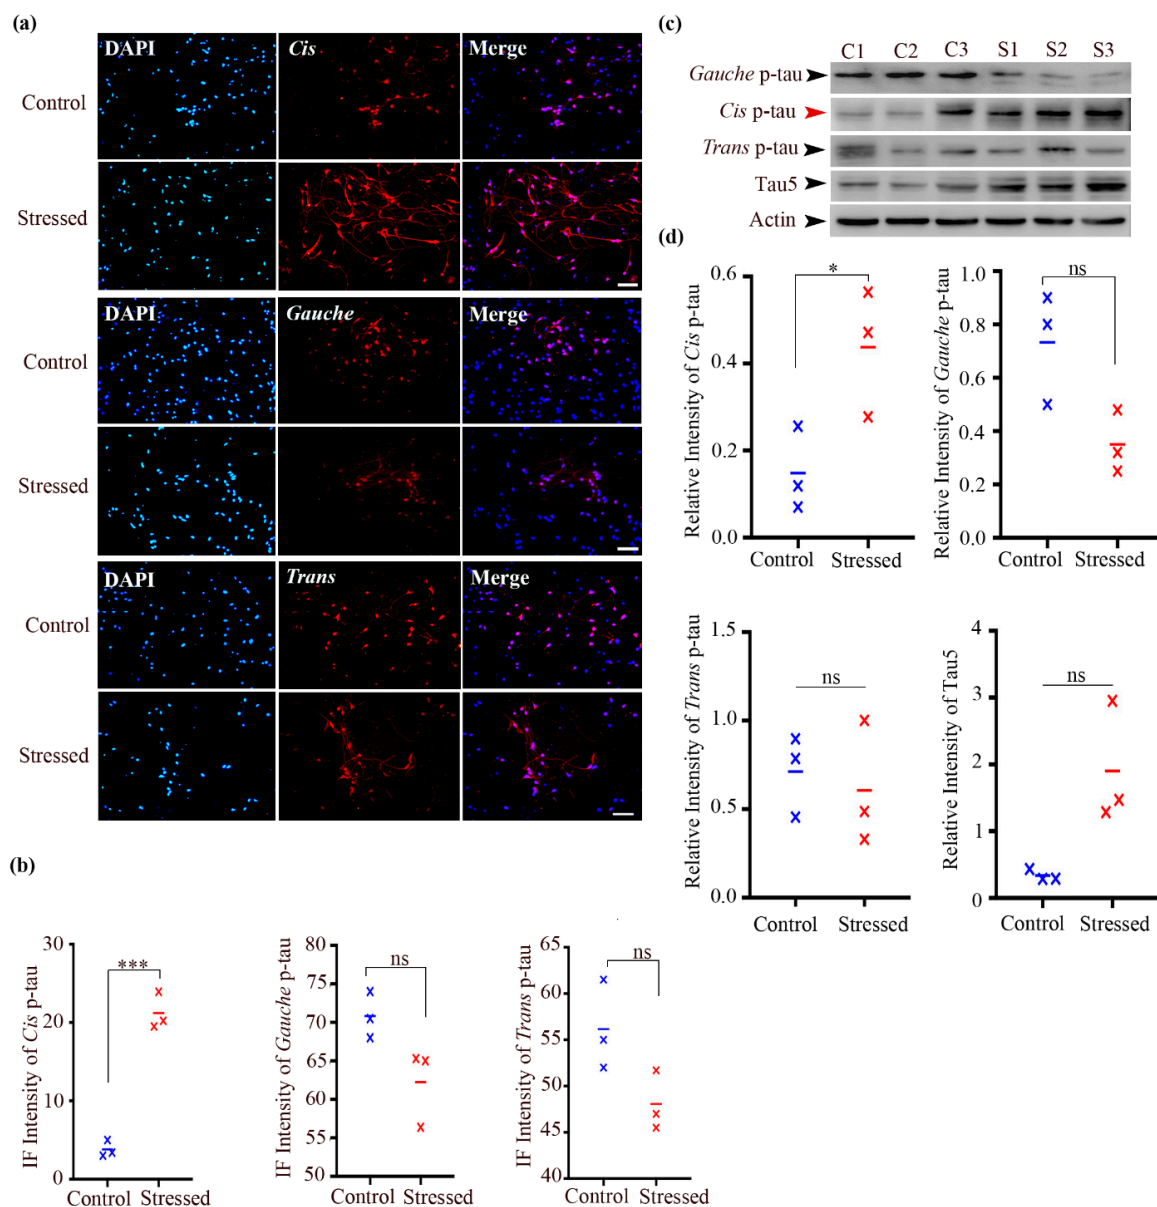 (a)
DAPI Cis Merge
Control
Stressed
DAPI Gauche Merge
Control
Stressed
DAPI Trans Merge
Control
Stressed
(b)
IF Intensity of Cis p-tau
30
20
10
0
***
Control Stressed
IF Intensity of Gauche p-tau
80
75
70
65
60
55
50
ns
Control Stressed
IF Intensity of Trans p-tau
65
60
55
50
45
40
ns
Control Stressed
(c)
C1 C2 C3 S1 S2 S3
Gauche p-tau
Cis p-tau
Trans p-tau
Tau5
Actin
(d)
Relative Intensity of Cis p-tau
0.6
0.4
0.2
0.0
*
Control Stressed
Relative Intensity of Gauche p-tau
1.0
0.8
0.6
0.4
0.2
0.0
ns
Control Stressed
Relative Intensity of Trans p-tau
1.5
1.0
0.5
0.0
ns
Control Stressed
Relative Intensity of Tau5
4
3
2
1
0
ns
Control Stressed